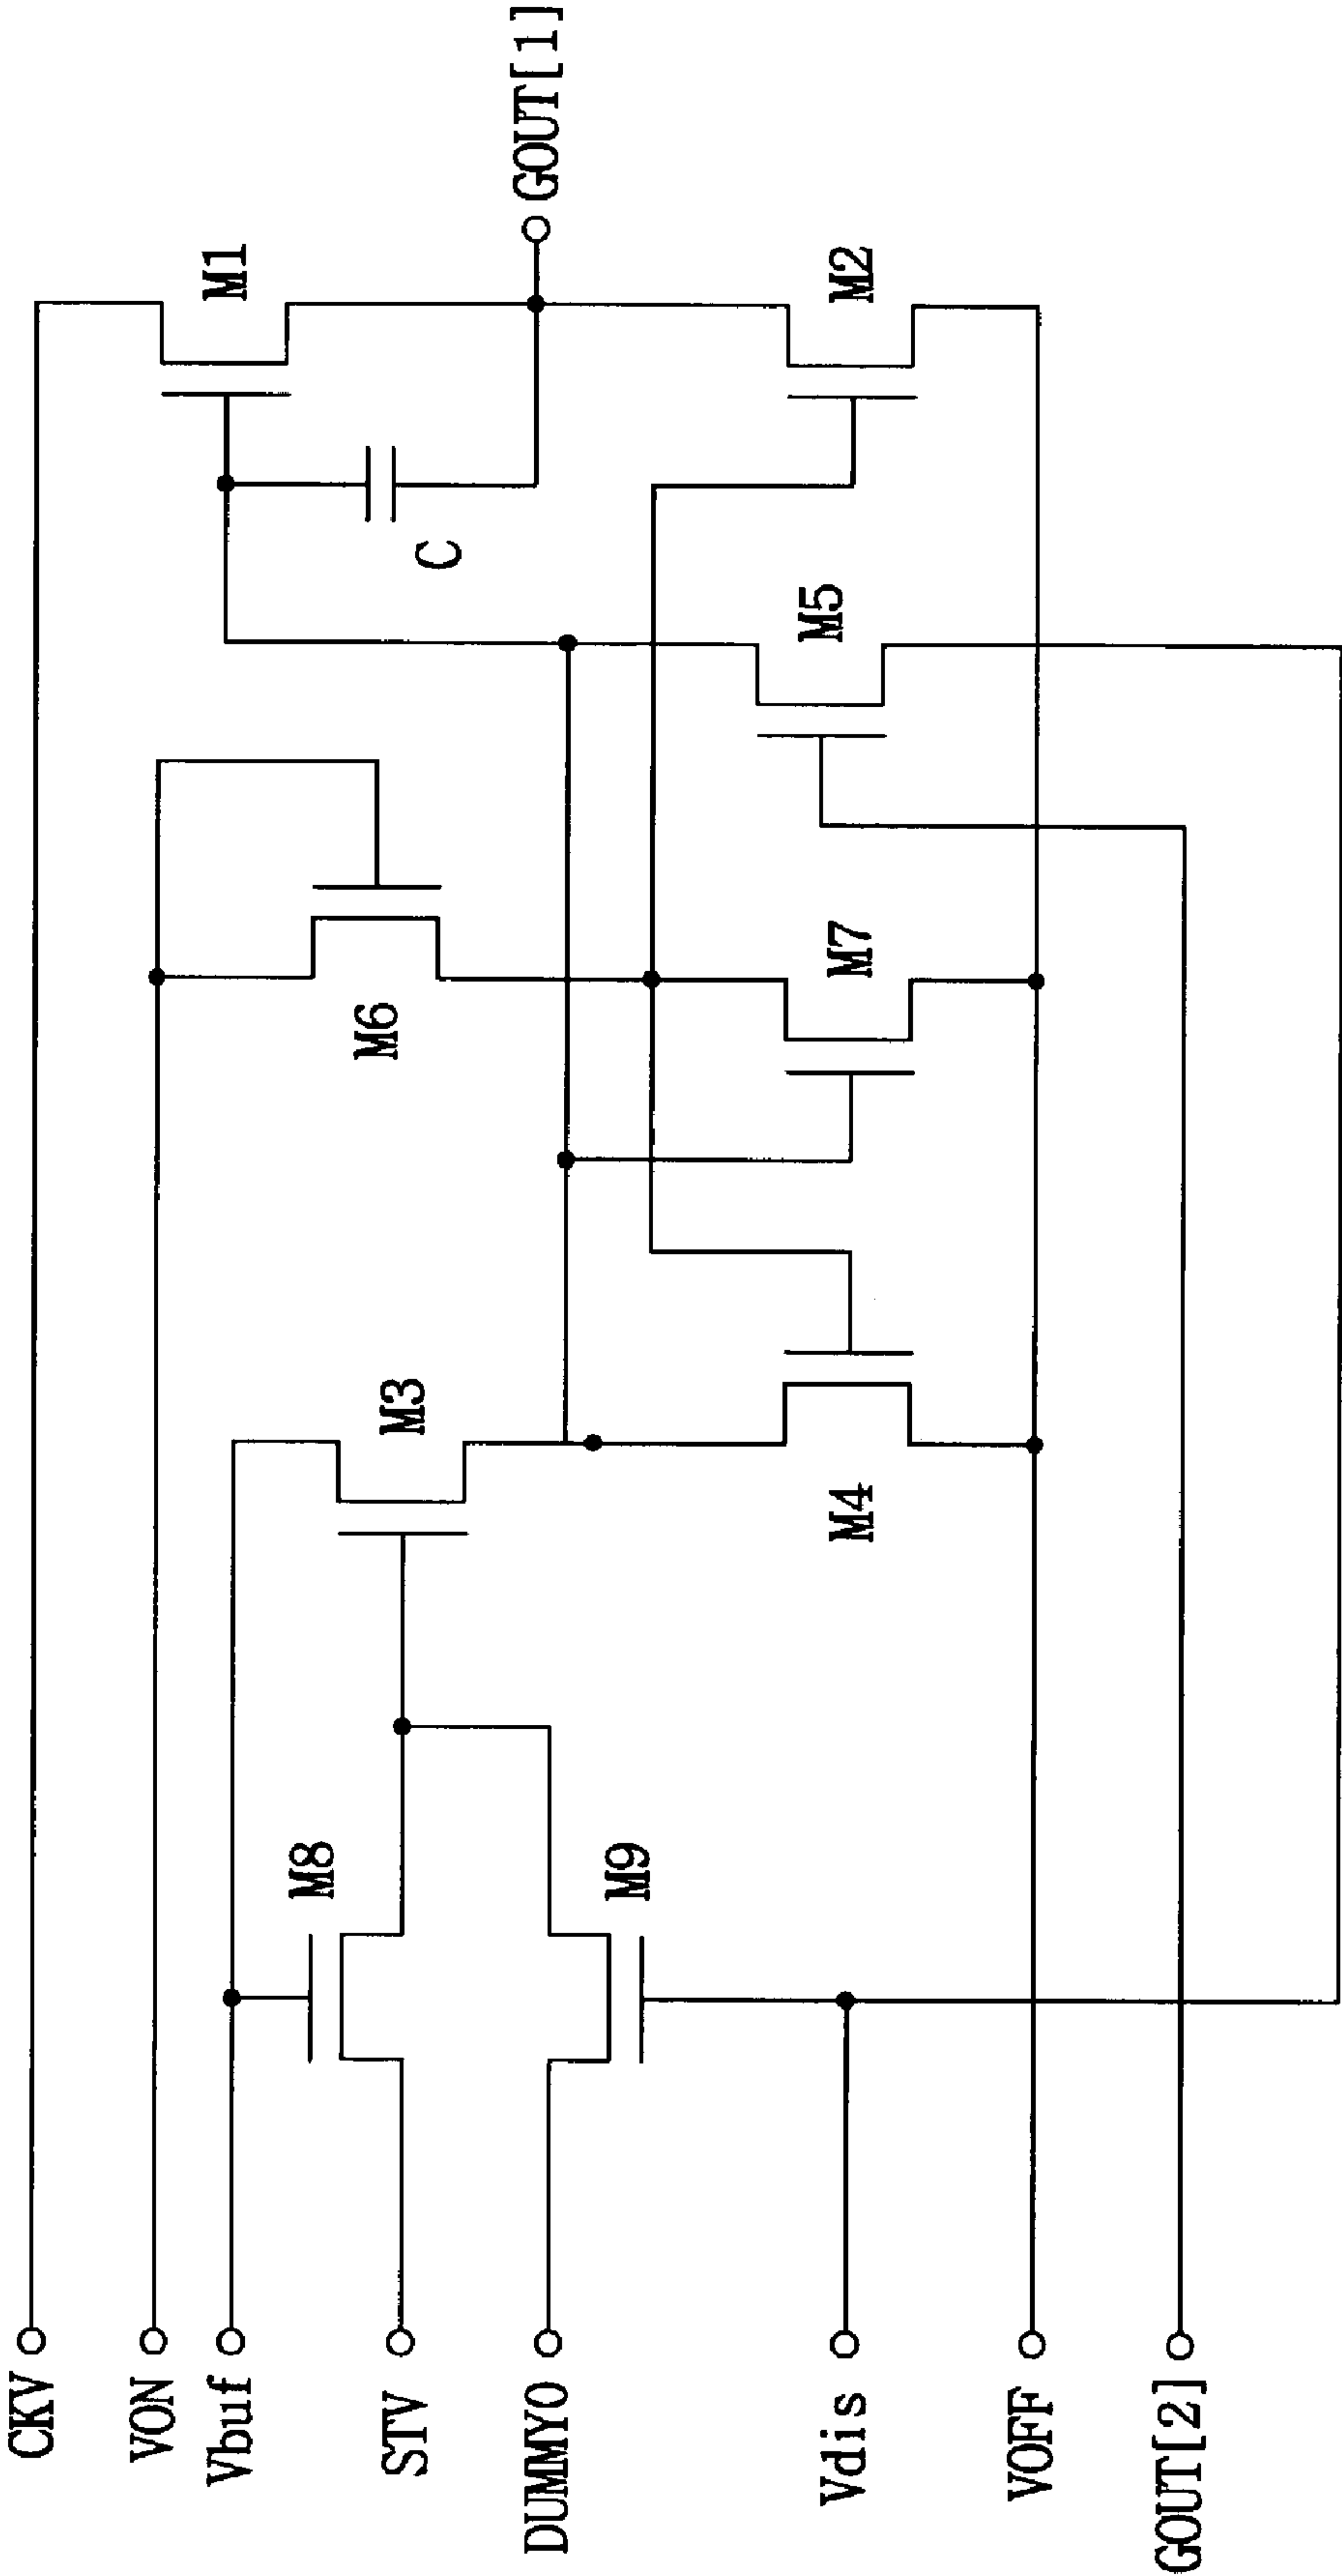 CKV
VON
Vbuf
STV
DUMMY0
Vdis
VOFF
GOUT[2]
M8
M9
M3
M4
M6
M7
M5
C
M1
M2
GOUT[1]